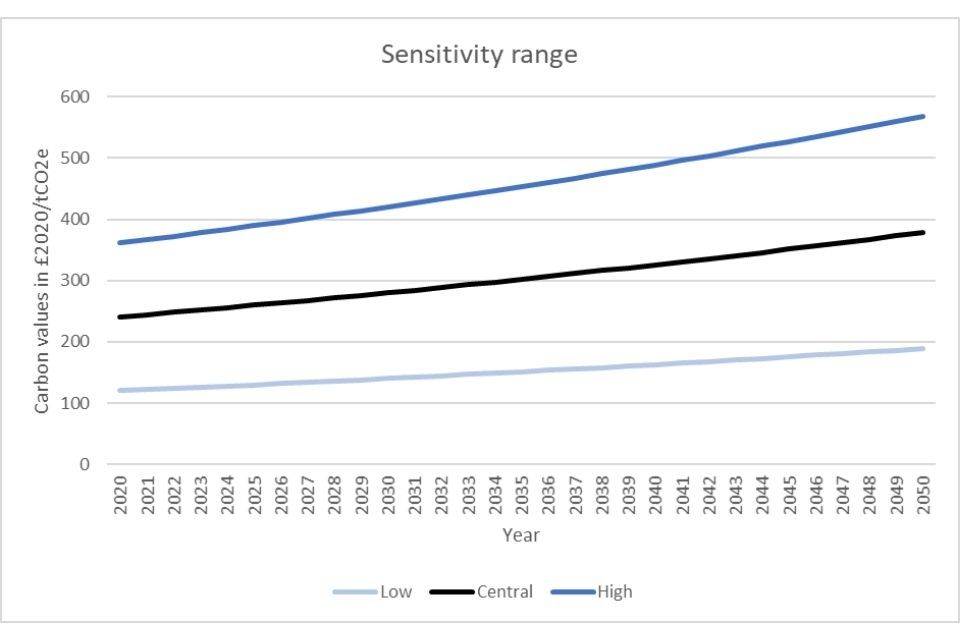 Sensitivity range
Carbon values in £2020/tCO2e
600
500
400
300
200
100
0
2020 2021 2022 2023 2024 2025 2026 2027 2028 2029 2030 2031 2032 2033 2034 2035 2036 2037 2038 2039 2040 2041 2042 2043 2044 2045 2046 2047 2048 2049 2050
Year
Low Central High